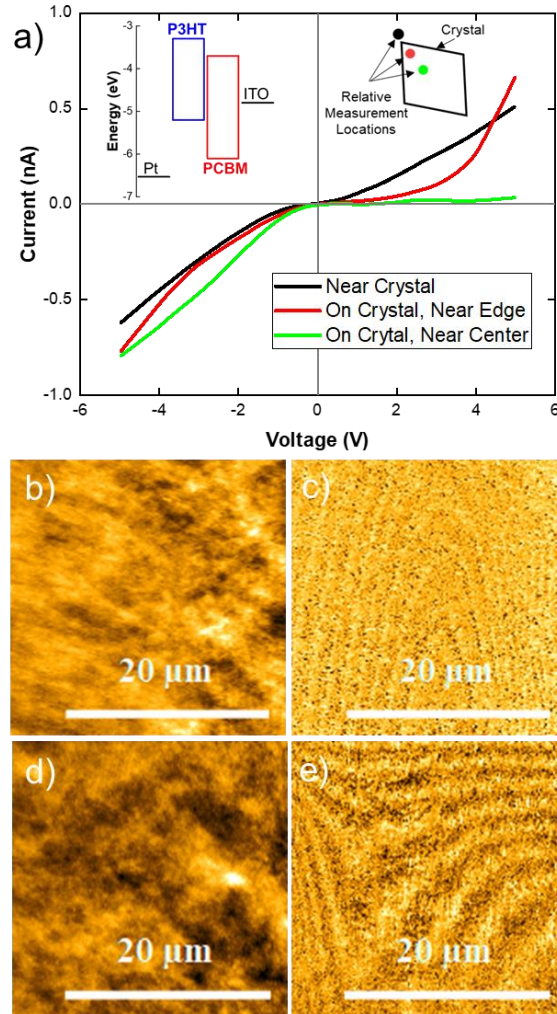 a)
1.0
0.5
0.0
-0.5
-1.0
Current (nA)
P3HT
-3
-4
-5
-6
-7
Energy (eV)
ITO
Pt
PCBM
Crystal
Relative
Measurement
Locations
Near Crystal
On Crystal, Near Edge
On Crytal, Near Center
-6 -4 -2 0 2 4 6
Voltage (V)
b) c)
20 µm 20 µm
d) e)
20 µm 20 µm